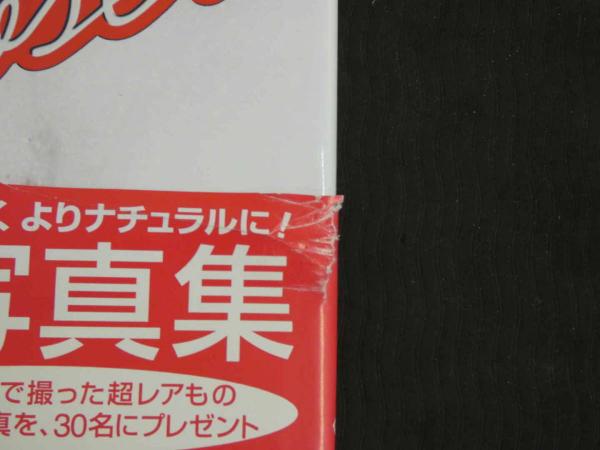 く よりナチュラルに!
写真集
で撮った超レアもの
真を、30名にプレゼント